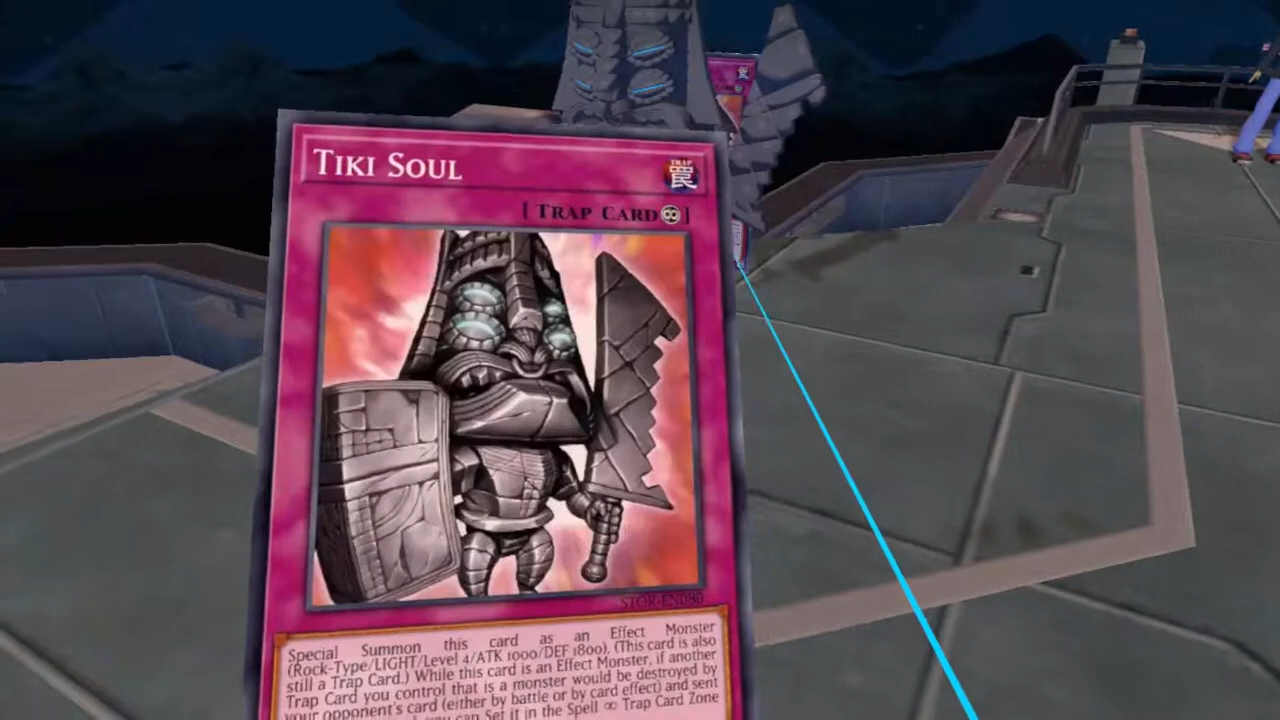 TIKI SOUL
TRAP
罠
[TRAP CARD∞]
STOR-EN080
Special Summon this card as an Effect Monster
(Rock-Type/LIGHT/Level 4/ATK 1000/DEF 1800). (This card is also
still a Trap Card.) While this card is an Effect Monster, if another
Trap Card you control that is a monster would be destroyed by
your opponent's card (either by battle or by card effect) and sent
you can Set it in the Spell ∞ Trap Card Zone